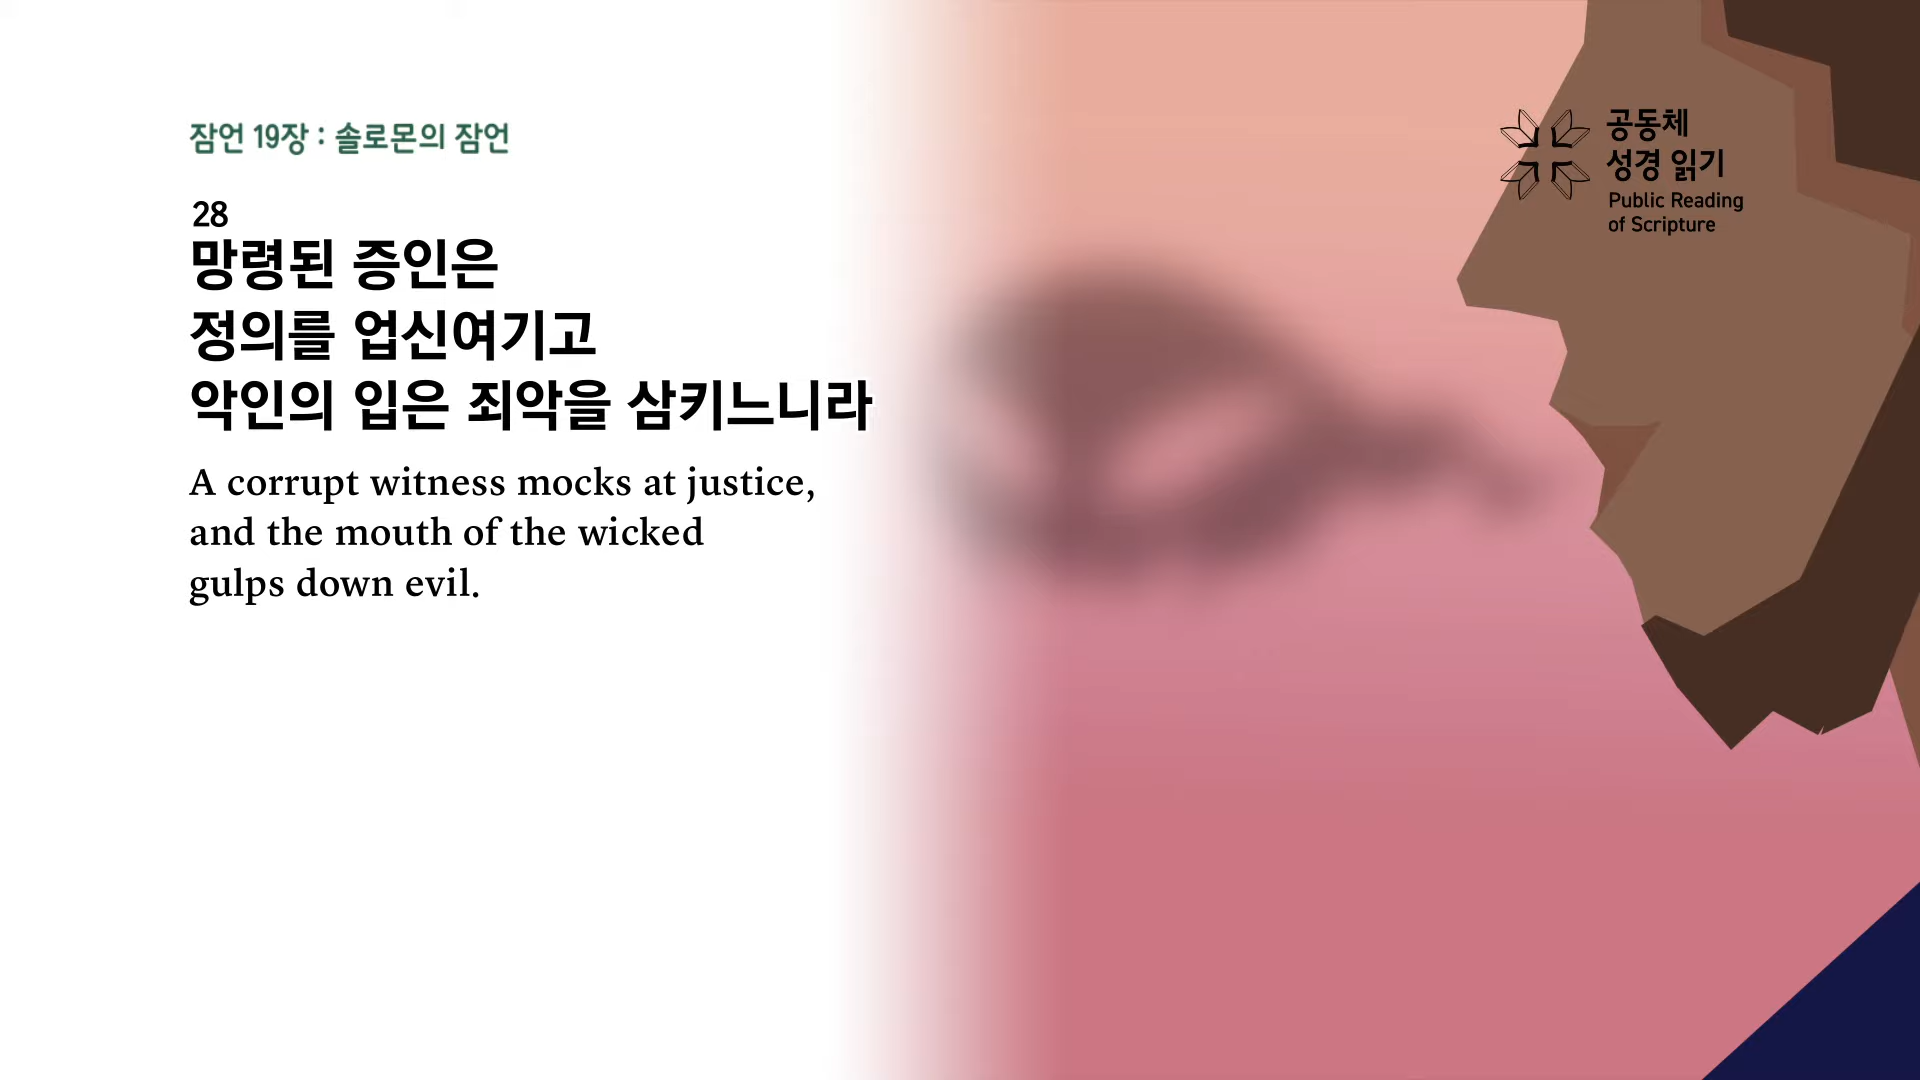 잠언 19장 : 솔로몬의 잠언
28
망령된 증인은
정의를 업신여기고
악인의 입은 죄악을 삼키느니라
A corrupt witness mocks at justice,
and the mouth of the wicked
gulps down evil.
공동체
성경 읽기
Public Reading
of Scripture